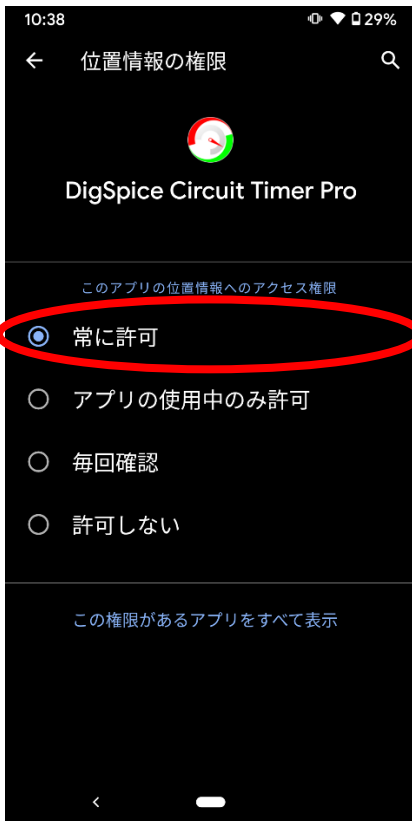 10:38
29%
位置情報の権限
DigSpice Circuit Timer Pro
このアプリの位置情報へのアクセス権限
常に許可
アプリの使用中のみ許可
毎回確認
許可しない
この権限があるアプリをすべて表示